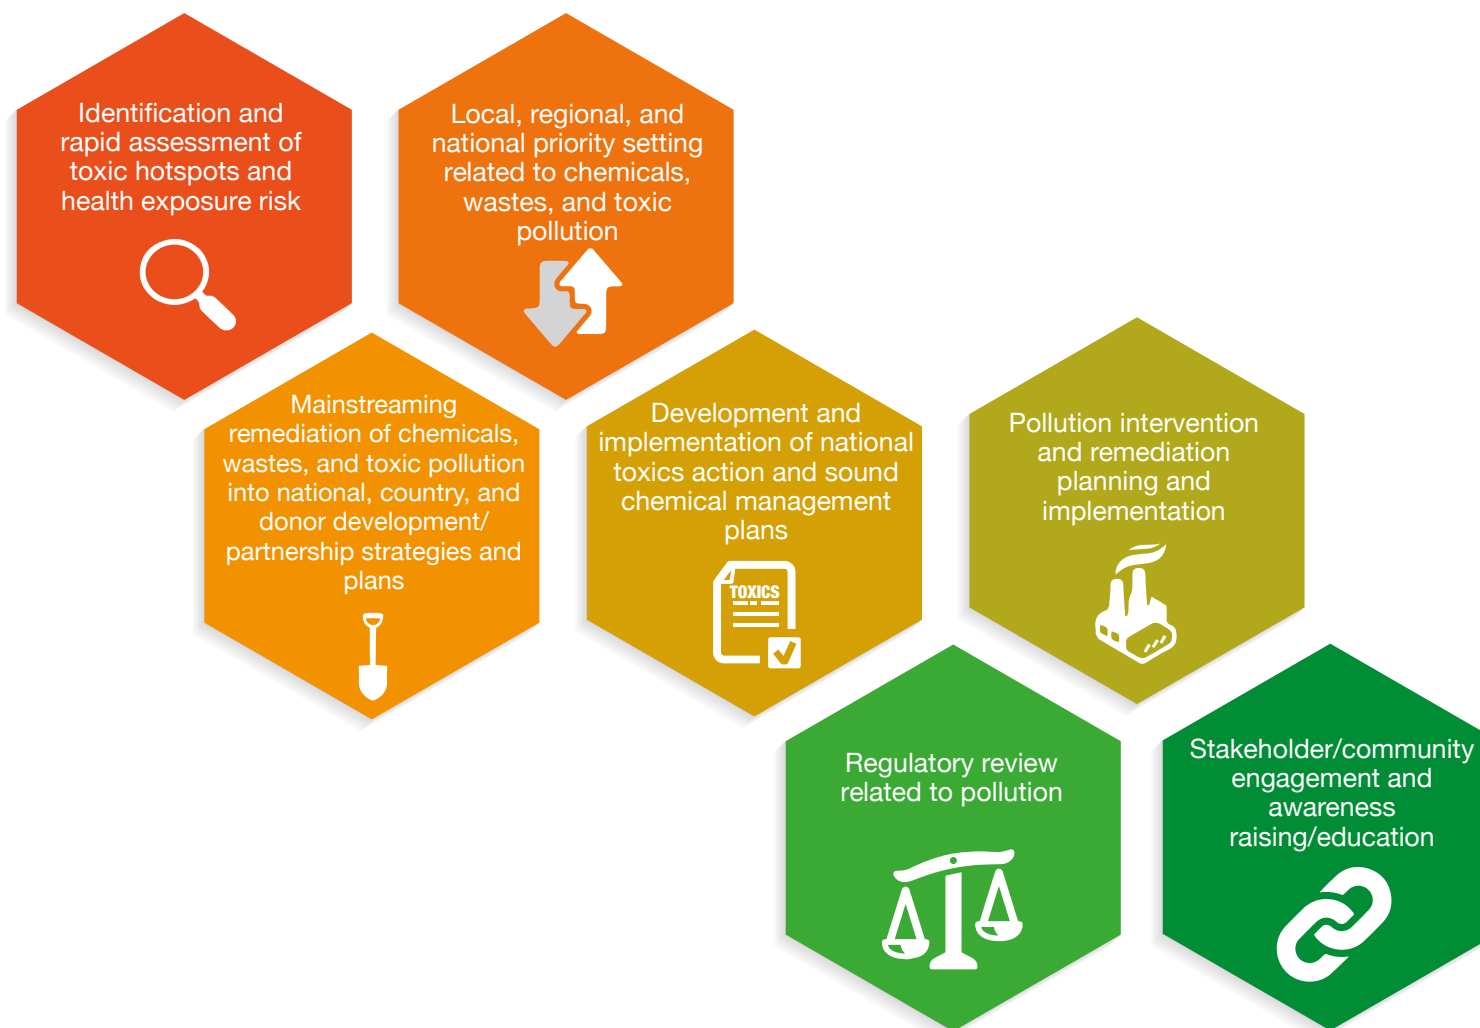 Identification and
rapid assessment of
toxic hotspots and
health exposure risk
Local, regional, and
national priority setting
related to chemicals,
wastes, and toxic
pollution
Mainstreaming
remediation of chemicals,
wastes, and toxic pollution
into national, country, and
donor development/
partnership strategies and
plans
Development and
implementation of national
toxics action and sound
chemical management
plans
TOXICS
Pollution intervention
and remediation
planning and
implementation
Regulatory review
related to pollution
Stakeholder/community
engagement and
awareness
raising/education